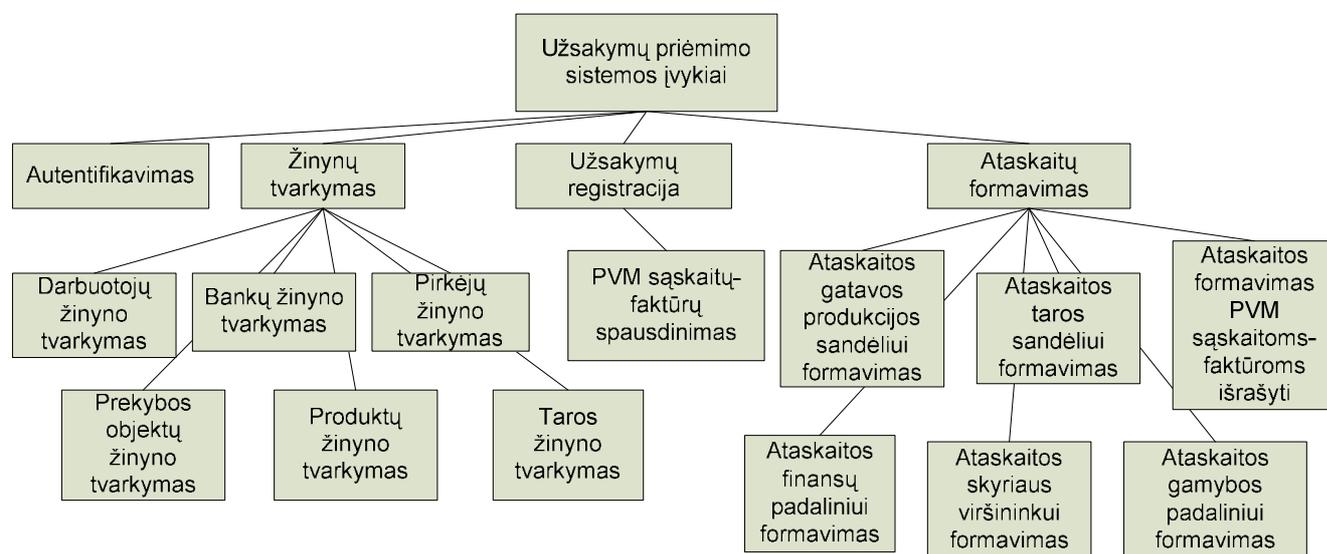 Užsakymų priėmimo
sistemos įvykiai
Autentifikavimas
Žinynų
tvarkymas
Užsakymų
registracija
Ataskaitų
formavimas
Darbuotojų
žinyno
tvarkymas
Bankų žinyno
tvarkymas
Pirkėjų
žinyno
tvarkymas
PVM sąskaitų-
faktūrų
spausdinimas
Ataskaitos
gatavos
produkcijos
sandėliui
formavimas
Ataskaitos
taros
sandėliui
formavimas
Ataskaitos
formavimas
PVM
sąskaitoms-
faktūroms
išrašyti
Prekybos
objektų
žinyno
tvarkymas
Produktų
žinyno
tvarkymas
Taros
žinyno
tvarkymas
Ataskaitos
finansų
padaliniui
formavimas
Ataskaitos
skyriaus
viršininkui
formavimas
Ataskaitos
gamybos
padaliniui
formavimas